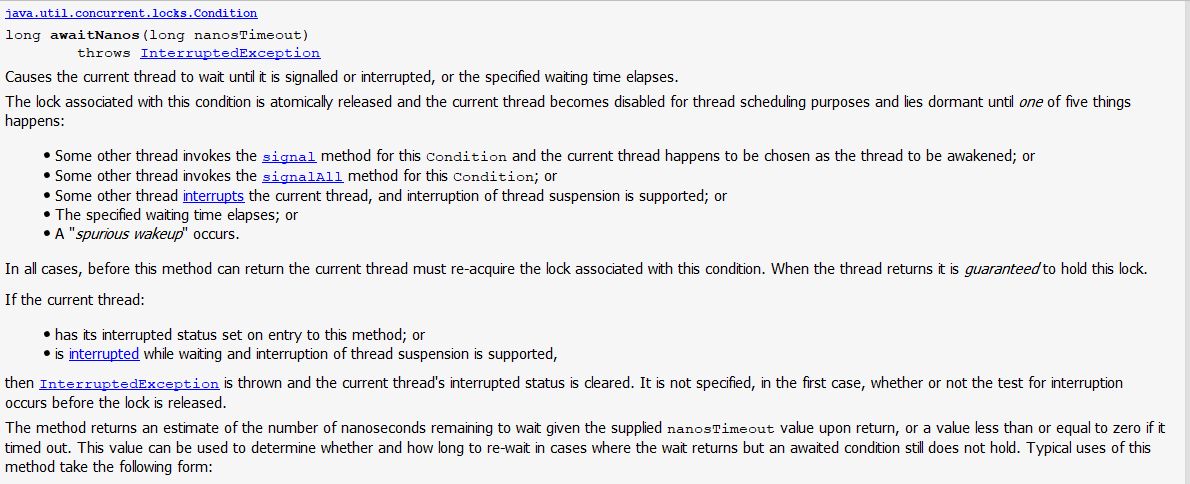 java.util.concurrent.locks.Condition
long awaitNanos(long nanosTimeout)
throws InterruptedException
Causes the current thread to wait until it is signalled or interrupted, or the specified waiting time elapses.
The lock associated with this condition is atomically released and the current thread becomes disabled for thread scheduling purposes and lies dormant until one of five things
happens:
• Some other thread invokes the signal method for this Condition and the current thread happens to be chosen as the thread to be awakened; or
• Some other thread invokes the signalAll method for this Condition; or
• Some other thread interrupts the current thread, and interruption of thread suspension is supported; or
• The specified waiting time elapses; or
• A "spurious wakeup" occurs.
In all cases, before this method can return the current thread must re-acquire the lock associated with this condition. When the thread returns it is guaranteed to hold this lock.
If the current thread:
• has its interrupted status set on entry to this method; or
• is interrupted while waiting and interruption of thread suspension is supported,
then InterruptedException is thrown and the current thread's interrupted status is cleared. It is not specified, in the first case, whether or not the test for interruption
occurs before the lock is released.
The method returns an estimate of the number of nanoseconds remaining to wait given the supplied nanosTimeout value upon return, or a value less than or equal to zero if it
timed out. This value can be used to determine whether and how long to re-wait in cases where the wait returns but an awaited condition still does not hold. Typical uses of this
method take the following form: